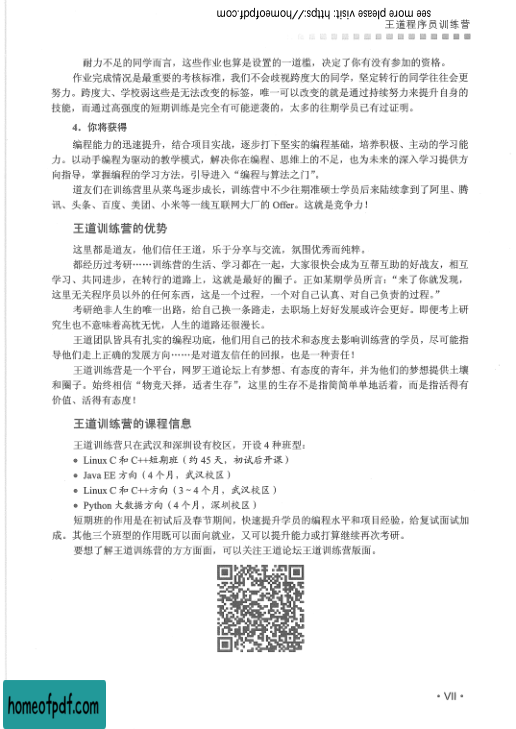 see more please visit: https://homeofpdf.com
王道程序员训练营
耐力不足的同学而言，这些作业也算是设置的一道槛，决定了你有没有参加的资格。
作业完成情况是最重要的考核标准，我们不会歧视跨度大的同学，坚定转行的同学往往会更
努力。跨度大、学校弱这些是无法改变的标签，唯一可以改变的就是通过持续努力来提升自身的
技能，而通过高强度的短期训练是完全有可能逆袭的，太多的往期学员已有过证明。
4．你将获得
编程能力的迅速提升，结合项目实战，逐步打下坚实的编程基础，培养积极、主动的学习能
力。以动手编程为驱动的教学模式，解决你在编程、思维上的不足，也为未来的深入学习提供方
向指导，掌握编程的学习方法，引导进入“编程与算法之门”。
道友们在训练营里从菜鸟逐步成长，训练营中不少往期准硕士学员后来陆续拿到了阿里、腾
讯、头条、百度、美团、小米等一线互联网大厂的 Offer。这就是竞争力！
王道训练营的优势
这里都是道友，他们信任王道，乐于分享与交流，氛围优秀而纯粹。
都经历过考研……训练营的生活、学习都在一起，大家很快会成为互帮互助的好战友，相互
学习、共同进步，在转行的道路上，这就是最好的圈子。正如某期学员所言：“来了你就发现，
这里无关程序员以外的任何东西，这是一个过程，一个对自己认真、对自己负责的过程。”
考研绝非人生的唯一出路，给自己换一条路走，去职场上好好发展或许会更好。即便考上研
究生也不意味着高枕无忧，人生的道路还很漫长。
王道团队皆具有扎实的编程功底，他们用自己的技术和态度去影响训练营的学员，尽可能指
导他们走上正确的发展方向……是对道友信任的回报，也是一种责任！
王道训练营是一个平台，网罗王道论坛上有梦想、有态度的青年，并为他们的梦想提供土壤
和圈子。始终相信“物竞天择，适者生存”，这里的生存不是指简简单单地活着，而是指活得有
价值、活得有态度！
王道训练营的课程信息
王道训练营只在武汉和深圳设有校区，开设 4 种班型：
● Linux C 和 C++短期班（约 45 天，初试后开课）
● Java EE 方向（4 个月，武汉校区）
● Linux C 和 C++方向（3~4 个月，武汉校区）
● Python 大数据方向（4 个月，深圳校区）
短期班的作用是在初试后及春节期间，快速提升学员的编程水平和项目经验，给复试面试加
成。其他三个班型的作用既可以面向就业，又可以提升能力或打算继续再次考研。
要想了解王道训练营的方方面面，可以关注王道论坛王道训练营版面。
· VII ·
homeofpdf.com